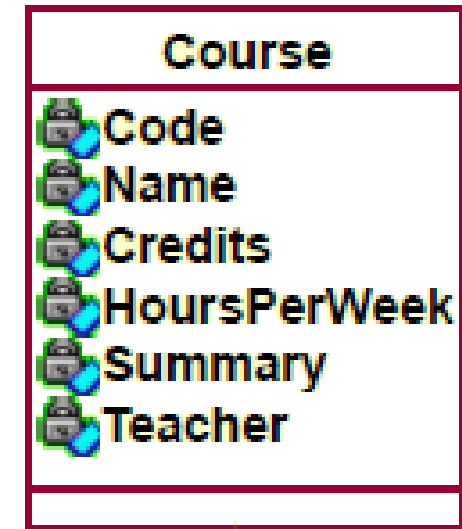 Course
Code
Name
Credits
HoursPerWeek
Summary
Teacher